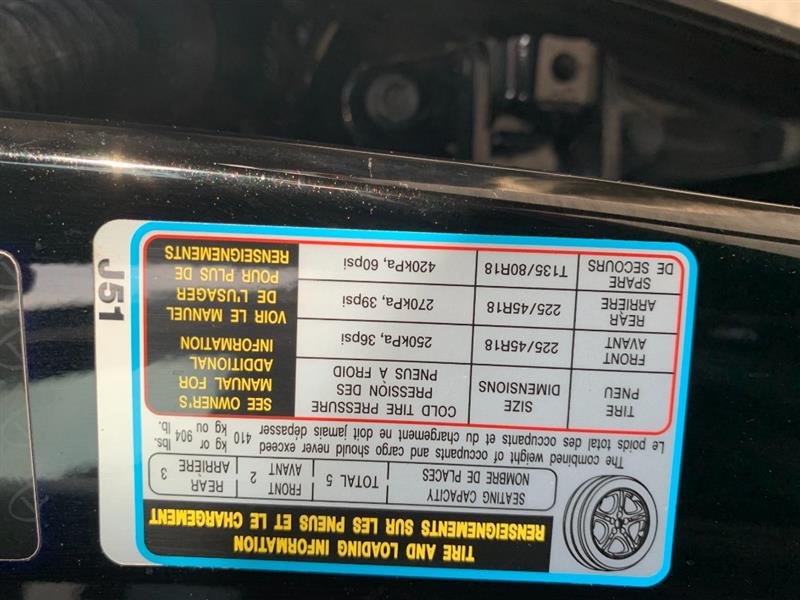 TIRE AND LOADING INFORMATION
RENSEIGNEMENTS SUR LES PNEUS ET LE CHARGEMENT
SEATING CAPACITY
NOMBRE DE PLACES
TOTAL 5
FRONT
AVANT
2
REAR
ARRIÈRE
3
The combined weight of occupants and cargo should never exceed
Le poids total des occupants et du chargement ne doit jamais dépasser
410 kg or 904 lbs.
kg ou lb.
TIRE
PNEU
SIZE
DIMENSIONS
COLD TIRE PRESSURE
PRESSION DES
PNEUS À FROID
SEE OWNER'S
MANUAL FOR
ADDITIONAL
INFORMATION
FRONT
AVANT
225/45R18
250kPa, 36psi
REAR
ARRIÈRE
225/45R18
270kPa, 39psi
VOIR LE MANUEL
DE L'USAGER
POUR PLUS DE
RENSEIGNEMENTS
SPARE
DE SECOURS
T135/80R18
420kPa, 60psi
J51